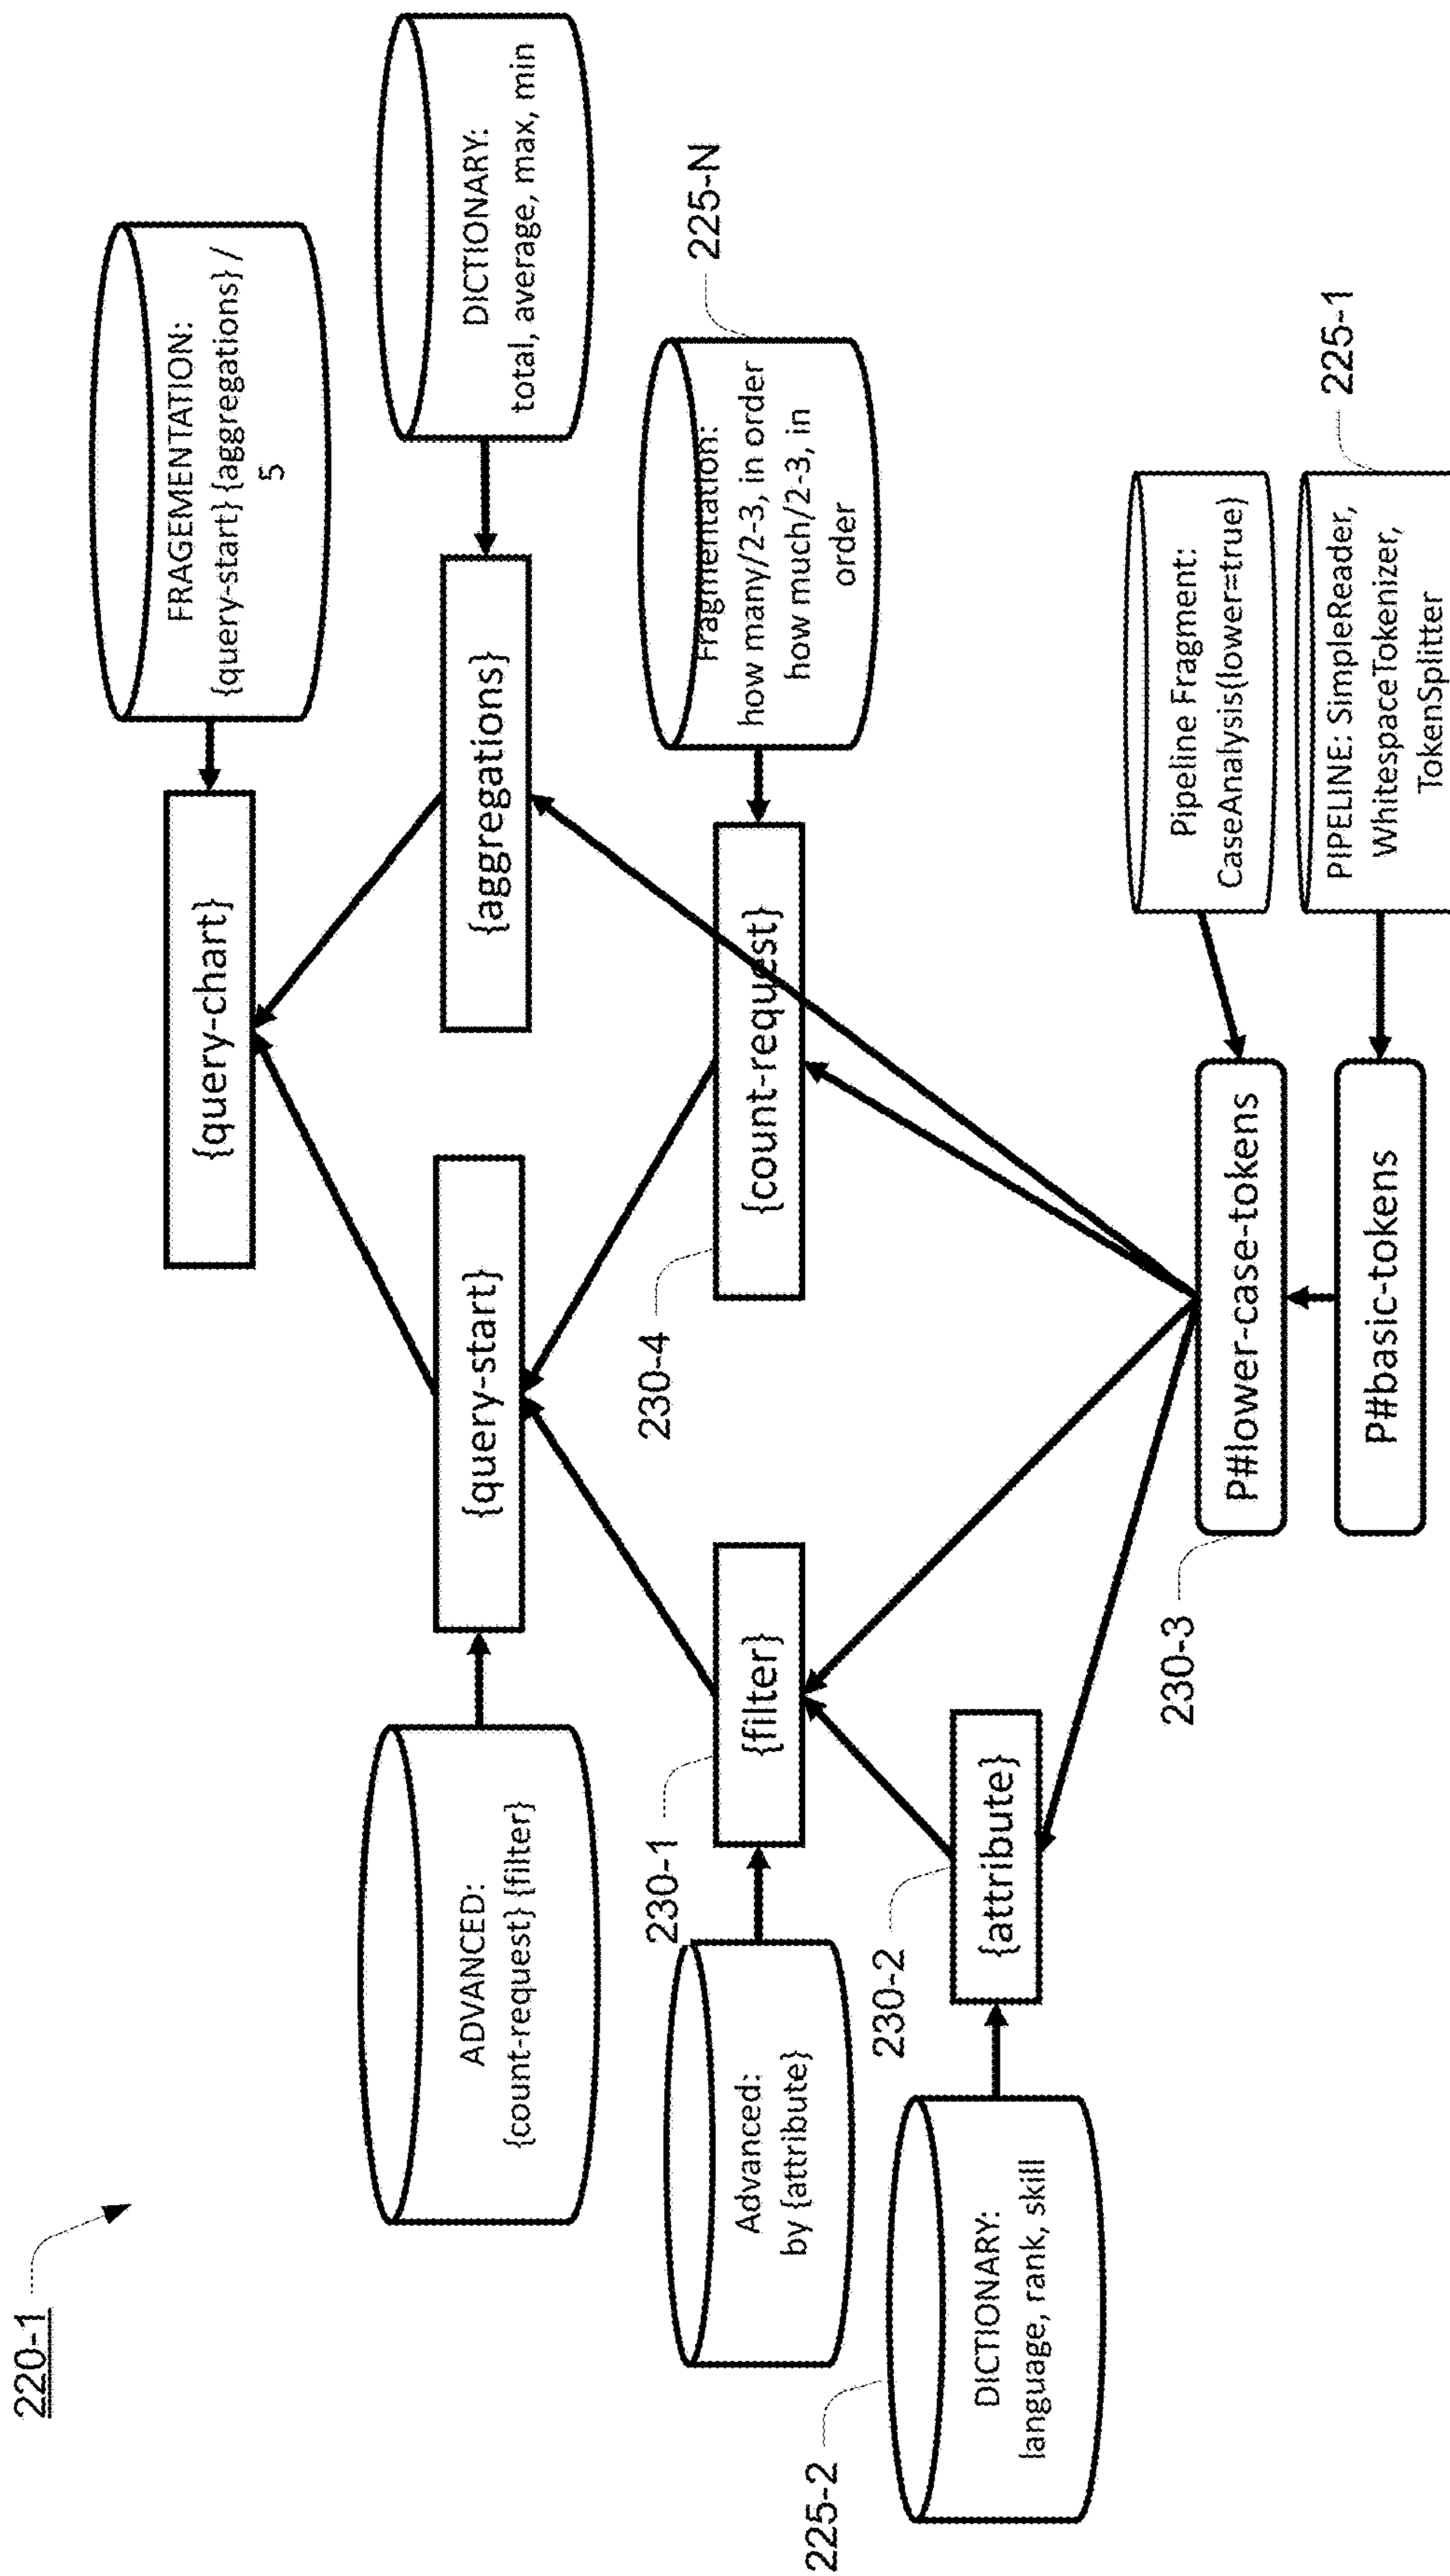 220-1
FRAGEMENTATION:
{query-start} {aggregations} /
5
{query-chart}
ADVANCED:
{count-request} {filter}
{query-start}
{aggregations}
DICTIONARY:
total, average, max, min
230-1
230-4
225-N
Advanced:
by {attribute}
{filter}
{count-request}
Fragmentation:
how many/2-3, in order
how much/2-3, in
order
225-2
230-2
DICTIONARY:
language, rank, skill
{attribute}
230-3
P#lower-case-tokens
Pipeline Fragment:
CaseAnalysis(lower=true}
225-1
P#basic-tokens
PIPELINE: SimpleReader,
WhitespaceTokenizer,
TokenSplitter